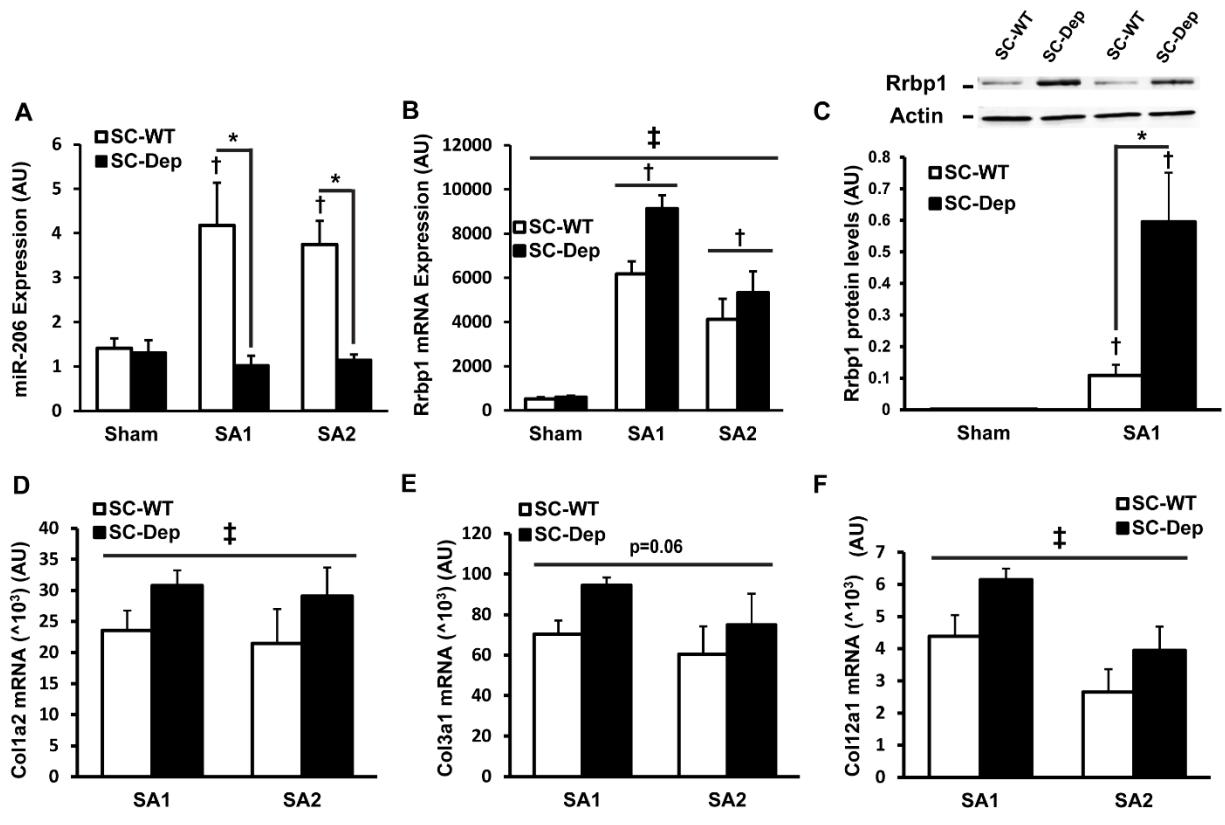 SC-WT SC-Dep SC-WT SC-Dep
Rrbp1
Actin
A
SC-WT
SC-Dep
miR-206 Expression (AU)
6
5
4
3
2
1
0
* *
† †
Sham SA1 SA2
B
SC-WT
SC-Dep
Rrbp1 mRNA Expression (AU)
12000
10000
8000
6000
4000
2000
0
‡
† †
Sham SA1 SA2
C
SC-WT
SC-Dep
Rrbp1 protein levels (AU)
0.8
0.7
0.6
0.5
0.4
0.3
0.2
0.1
0
*
† †
Sham SA1
D
SC-WT
SC-Dep
Col1a2 mRNA (^10³) (AU)
40
35
30
25
20
15
10
5
0
‡
SA1 SA2
E
SC-WT
SC-Dep
Col3a1 mRNA (^10³) (AU)
120
100
80
60
40
20
0
p=0.06
SA1 SA2
F
SC-WT
SC-Dep
Col12a1 mRNA (^10³) (AU)
7
6
5
4
3
2
1
0
‡
SA1 SA2